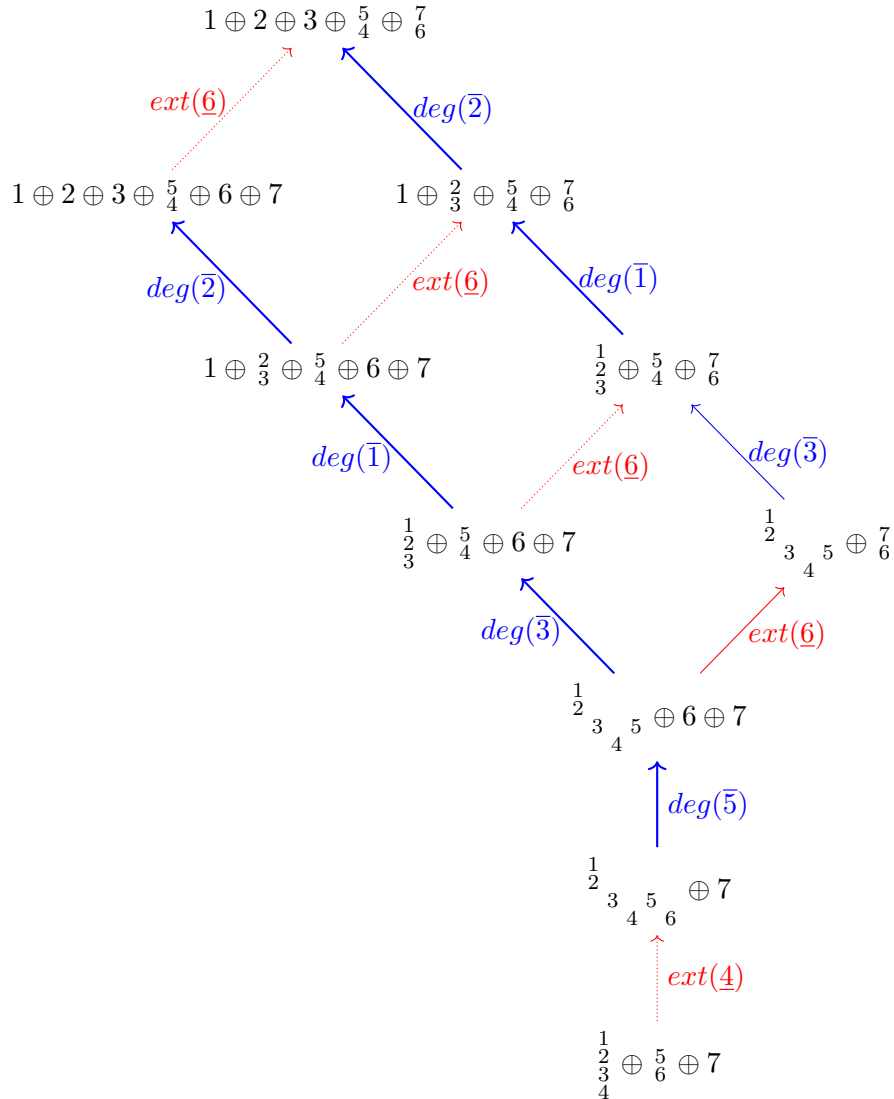 1 ⊕ 2 ⊕ 3 ⊕ 5/4 ⊕ 7/6
ext(6̲)
deg(2̅)
1 ⊕ 2 ⊕ 3 ⊕ 5/4 ⊕ 6 ⊕ 7
1 ⊕ 2/3 ⊕ 5/4 ⊕ 7/6
deg(2̅)
ext(6̲)
deg(1̅)
1 ⊕ 2/3 ⊕ 5/4 ⊕ 6 ⊕ 7
1/2/3 ⊕ 5/4 ⊕ 7/6
deg(1̅)
ext(6̲)
deg(3̅)
1/2/3 ⊕ 5/4 ⊕ 6 ⊕ 7
1 2 3 4 5 ⊕ 7/6
deg(3̅)
ext(6̲)
1 2 3 4 5 ⊕ 6 ⊕ 7
deg(5̅)
1 2 3 4 5 6 ⊕ 7
ext(4̲)
1/2/3/4 ⊕ 5/6 ⊕ 7